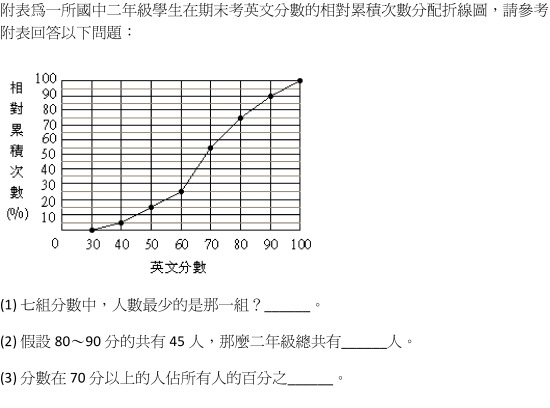 附表為一所國中二年級學生在期末考英文分數的相對累積次數分配折線圖，請參考
附表回答以下問題：
相對累積次數(%)
100
90
80
70
60
50
40
30
20
10
0 30 40 50 60 70 80 90 100
英文分數
(1) 七組分數中，人數最少的是那一組？______。
(2) 假設 80～90 分的共有 45 人，那麼二年級總共有______人。
(3) 分數在 70 分以上的人佔所有人的百分之______。